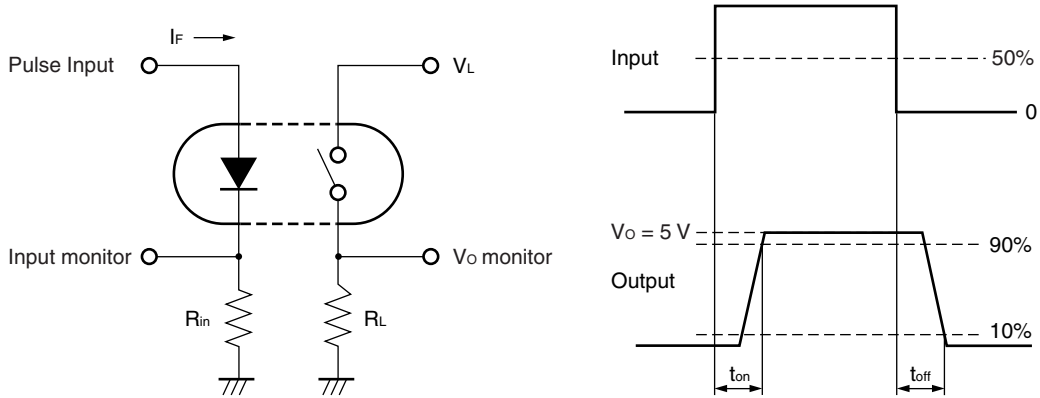 IF
Pulse Input
VL
Input monitor
VO monitor
Rin
RL
Input
50%
0
VO = 5 V
90%
Output
10%
ton
toff